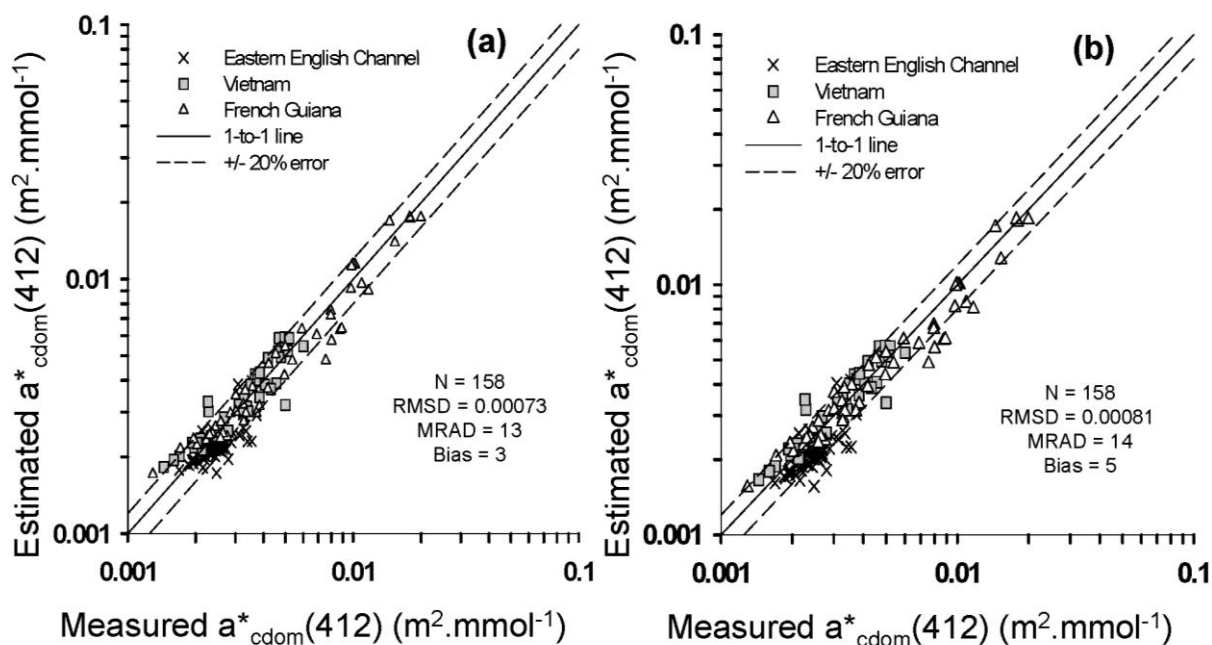 (a)
Eastern English Channel
Vietnam
French Guiana
1-to-1 line
+/- 20% error
0.1
0.01
0.001
Estimated a*cdom(412) (m².mmol⁻¹)
N = 158
RMSD = 0.00073
MRAD = 13
Bias = 3
0.001
0.01
0.1
Measured a*cdom(412) (m².mmol⁻¹)
(b)
Eastern English Channel
Vietnam
French Guiana
1-to-1 line
+/- 20% error
0.1
0.01
0.001
Estimated a*cdom(412) (m².mmol⁻¹)
N = 158
RMSD = 0.00081
MRAD = 14
Bias = 5
0.001
0.01
0.1
Measured a*cdom(412) (m².mmol⁻¹)